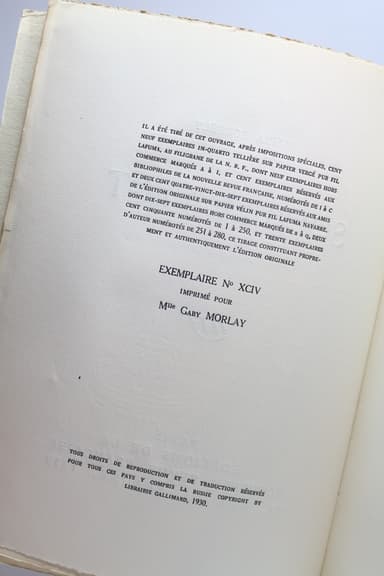 IL A ÉTÉ TIRÉ DE CET OUVRAGE, APRÈS IMPOSITIONS SPÉCIALES, CENT
NEUF EXEMPLAIRES IN-QUARTO TELLIÈRE SUR PAPIER VERGÉ PUR FIL
LAFUMA, AU FILIGRANE DE LA N. R. F., DONT NEUF EXEMPLAIRES HORS
COMMERCE MARQUÉS A à I, ET CENT EXEMPLAIRES RÉSERVÉS AUX
BIBLIOPHILES DE LA NOUVELLE REVUE FRANÇAISE, NUMÉROTÉS DE I à C
ET DEUX CENT QUATRE-VINGT-DIX-SEPT EXEMPLAIRES RÉSERVÉS AUX AMIS
DE L'ÉDITION ORIGINALE SUR PAPIER VÉLIN PUR FIL LAFUMA NAVARRE,
DONT DIX-SEPT EXEMPLAIRES HORS COMMERCE MARQUÉS DE a à q, DEUX
CENT CINQUANTE NUMÉROTÉS DE 1 à 250, ET TRENTE EXEMPLAIRES
D'AUTEUR NUMÉROTÉS DE 251 à 280, CE TIRAGE CONSTITUANT PROPRE-
MENT ET AUTHENTIQUEMENT L'ÉDITION ORIGINALE
EXEMPLAIRE No XCIV
IMPRIMÉ POUR
Mlle GABY MORLAY
TOUS DROITS DE REPRODUCTION ET DE TRADUCTION RÉSERVÉS
POUR TOUS CES PAYS Y COMPRIS LA RUSSIE COPYRIGHT BY
LIBRAIRIE GALLIMARD, 1930.